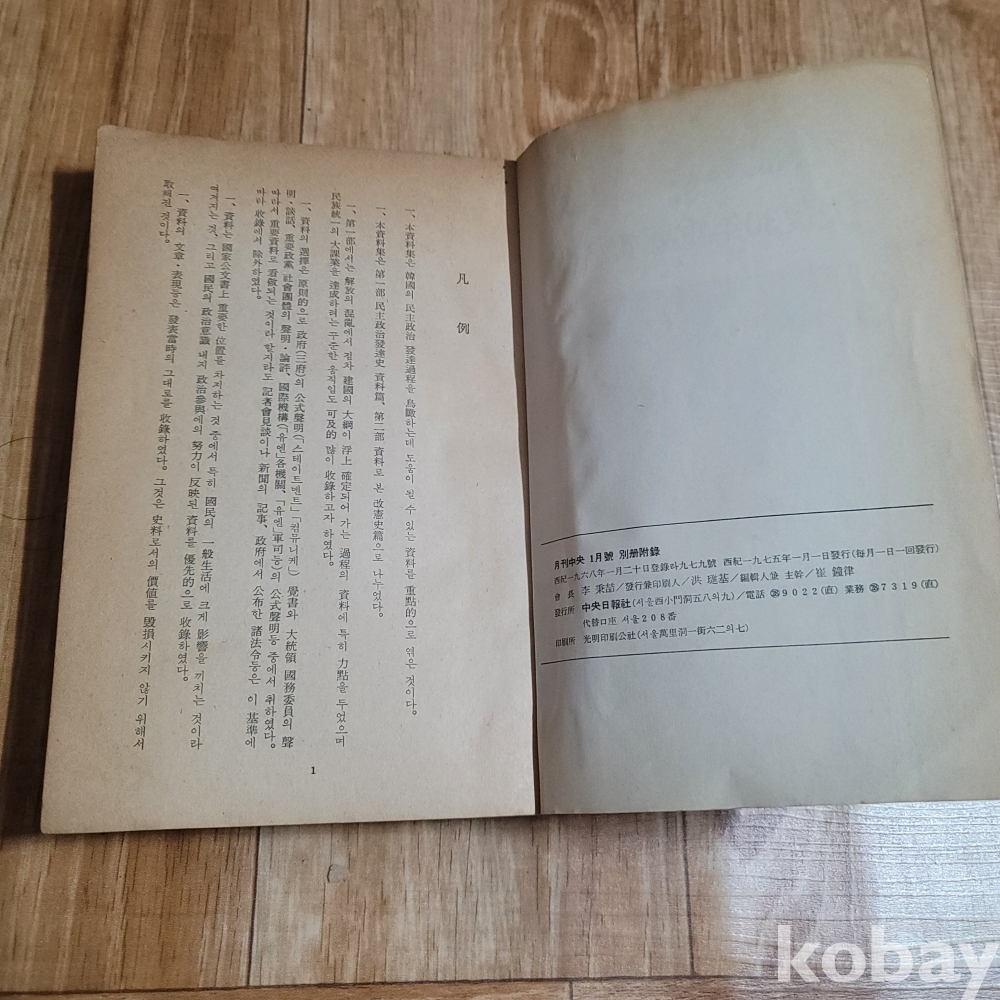 凡例
一、本資料集은 韓國의 民主政治 發達過程을 鳥瞰하는데 도움이 될 수 있는 資料를 重點的으로 엮은 것이다.
一、本資料集은 第一部 民主政治發達史 資料篇、第二部 資料로 본 改憲史篇으로 나누었다.
一、第一部에서는 解放의 混亂에서 점차 建國의 大綱이 浮上 確定되어 가는 過程의 資料에 특히 力點을 두었으며
民族統一의 大課業을 達成하려는 꾸준한 움직임도 可及的 많이 收錄하고자 하였다.
一、資料의 選擇은 原則的으로 政府(三府)의 公式聲明(「스테이트멘트」「컴뮤니케」) 覺書와 大統領 國務委員의 聲
明・談話、重要政黨 社會團體의 聲明・論評、國際機構(「유엔」各機關、「유엔」軍司등)의 公式聲明등 中에서 취하였다。
따라서 重要資料로 看做되는 것이라 할지라도 記者會見談이나 新聞의 記事、政府에서 公布한 諸法令등은 이 基準에
따라 收錄에서 除外하였다。
一、資料는 國家公文書上 重要한 位置를 차지하는 것 中에서 특히 國民의 一般生活에 크게 影響을 끼치는 것이라
여겨지는 것、그리고 國民의 政治意識 내지 政治參與에의 努力이 反映된 資料를 優先的으로 收錄하였다。
一、資料의 文章・表現등은 發表當時의 그대로를 收錄하였다。그것은 史料로서의 價値를 毁損시키지 않기 위해서
取해진 것이다。
1
月刊中央 1月號 別册附錄
西紀一九六八年一月二十日登錄라九七九號 西紀一九七五年一月一日發行(每月一日一回發行)
會長 李秉喆/發行兼印刷人/洪璡基/編輯人兼 主幹/崔鐘律
發行所 中央日報社(서울西小門洞五八의九)/電話 ㉘9022(直) 業務 ㉘7319(直)
代替口座 서울208番
印刷所 光明印刷公社(서울萬里洞一街六二의七)
kobay